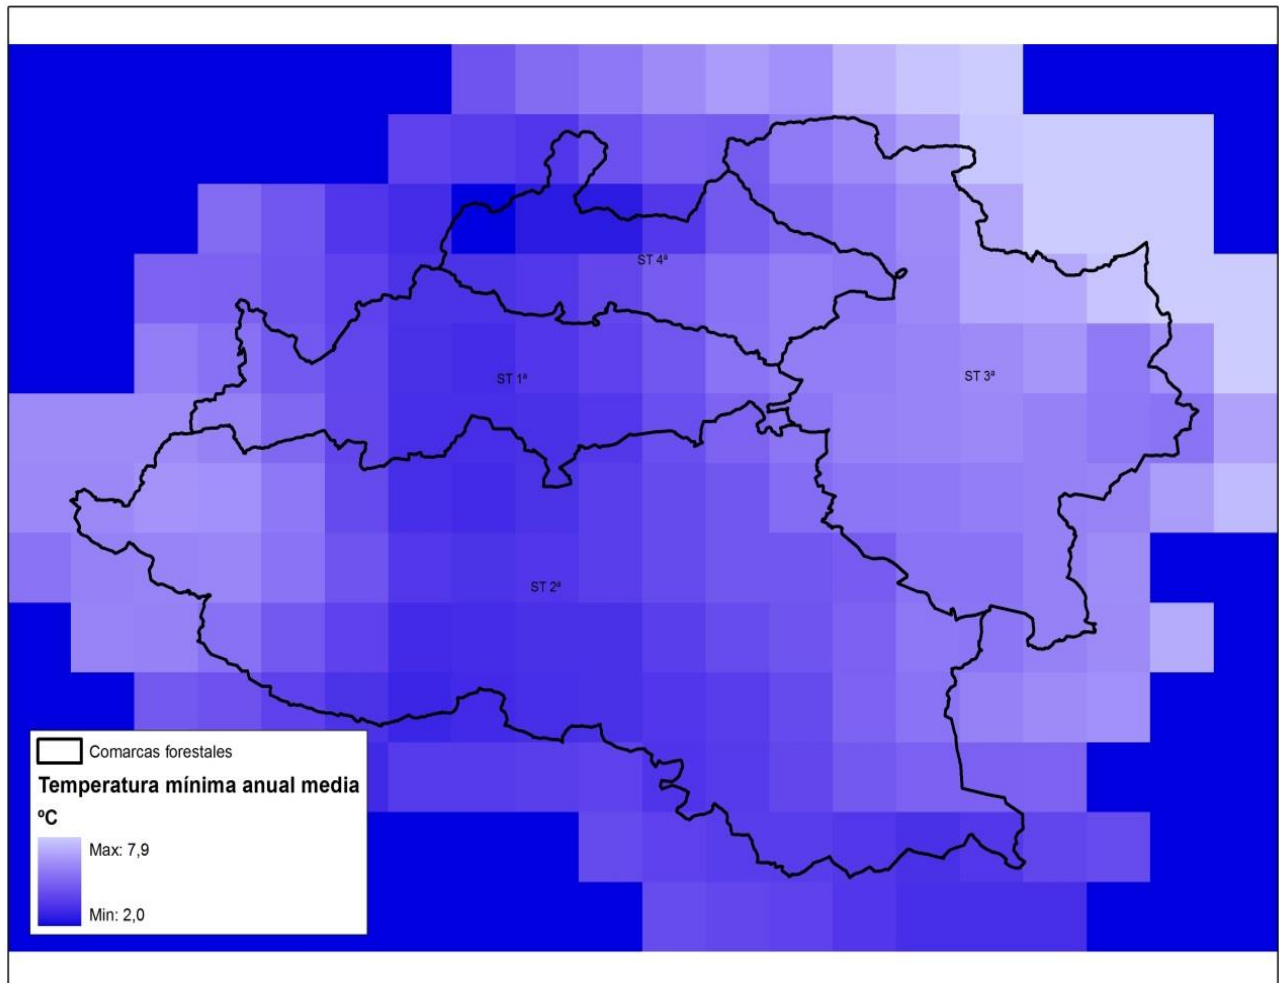 ST 4ª
ST 1ª
ST 3ª
ST 2ª
Comarcas forestales
Temperatura mínima anual media
ºC
Max: 7,9
Min: 2,0